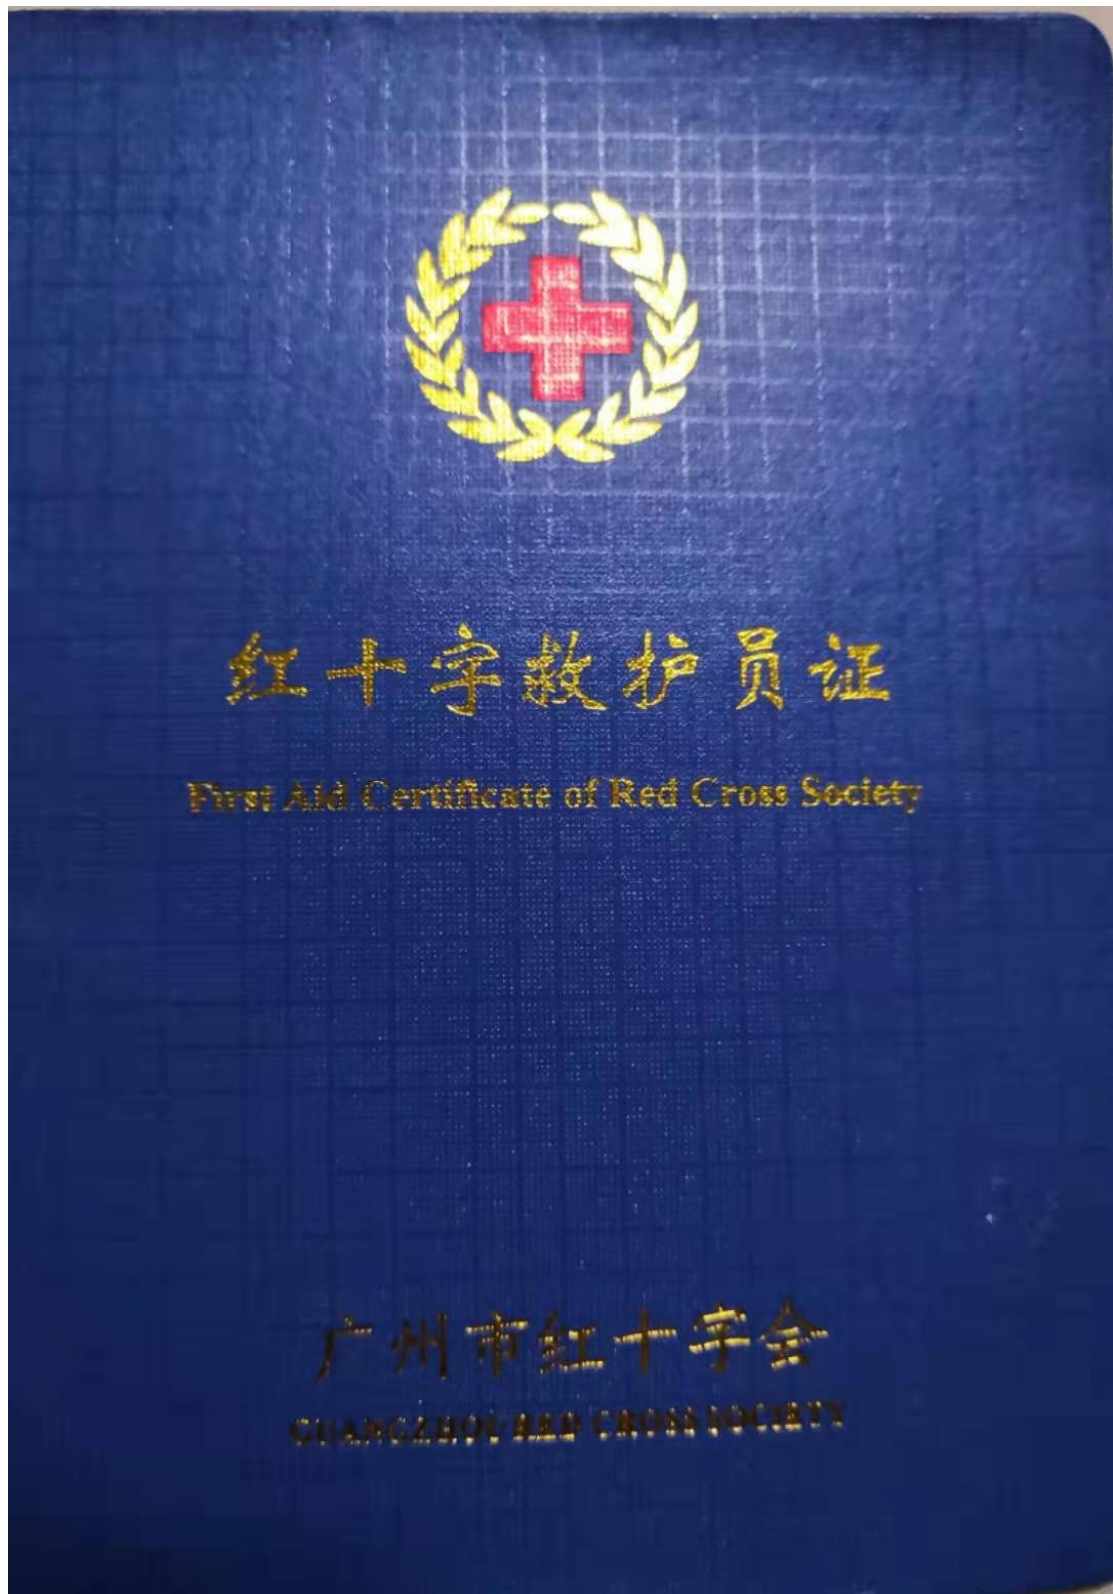 红十字救护员证
First Aid Certificate of Red Cross Society
广州市红十字会
GUANGZHOU RED CROSS SOCIETY